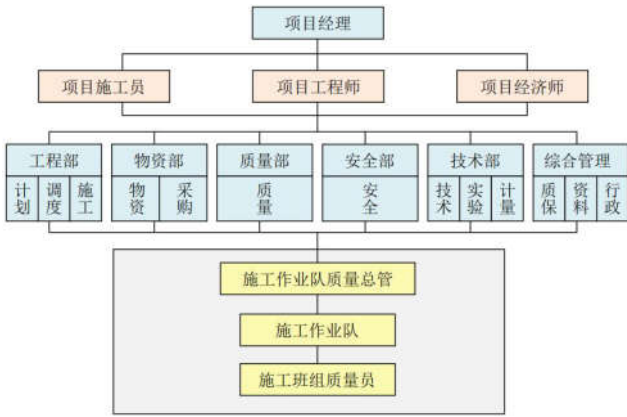 项目经理
项目施工员
项目工程师
项目经济师
工程部
计划
调度
施工
物资部
物资
采购
质量部
质量
安全部
安全
技术部
技术
实验
计量
综合管理
质保
资料
行政
施工作业队质量总管
施工作业队
施工班组质量员